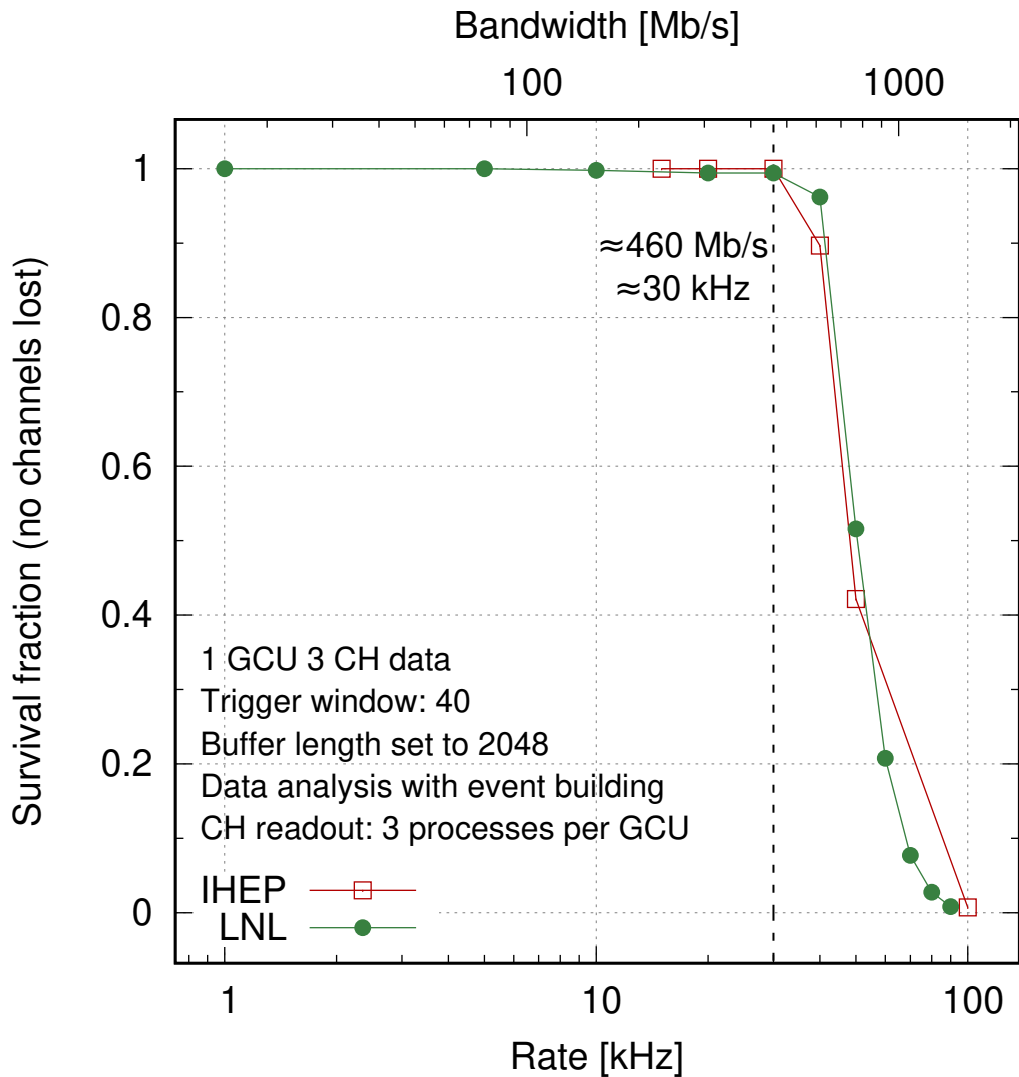 Bandwidth [Mb/s]
100 1000
Survival fraction (no channels lost)
1
0.8
0.6
0.4
0.2
0
≈460 Mb/s
≈30 kHz
1 GCU 3 CH data
Trigger window: 40
Buffer length set to 2048
Data analysis with event building
CH readout: 3 processes per GCU
IHEP
LNL
1 10 100
Rate [kHz]